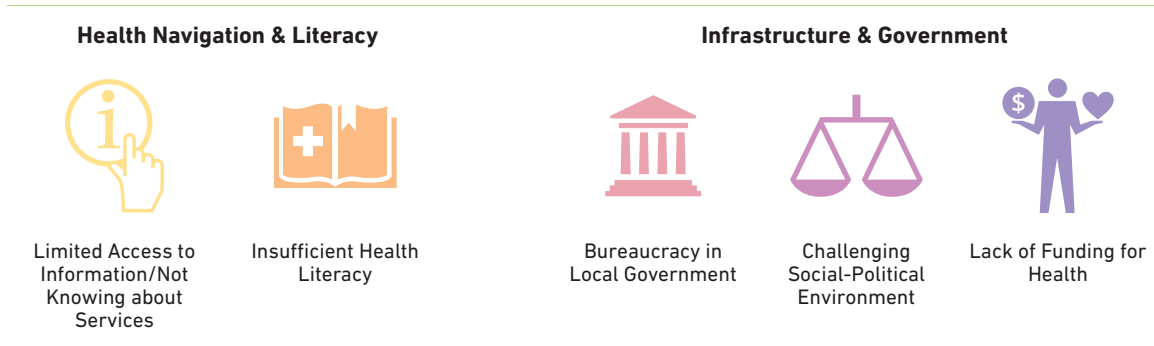 Health Navigation & Literacy
Infrastructure & Government
i
$
Limited Access to
Information/Not
Knowing about
Services
Insufficient Health
Literacy
Bureaucracy in
Local Government
Challenging
Social-Political
Environment
Lack of Funding for
Health